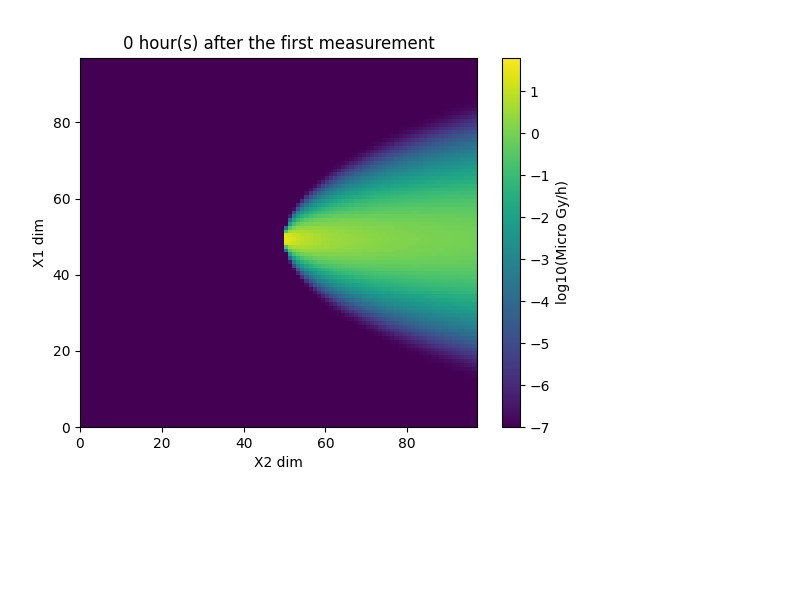 0 hour(s) after the first measurement
X1 dim
80
60
40
20
0
0 20 40 60 80
X2 dim
1
0
−1
−2
−3
−4
−5
−6
−7
log10(Micro Gy/h)